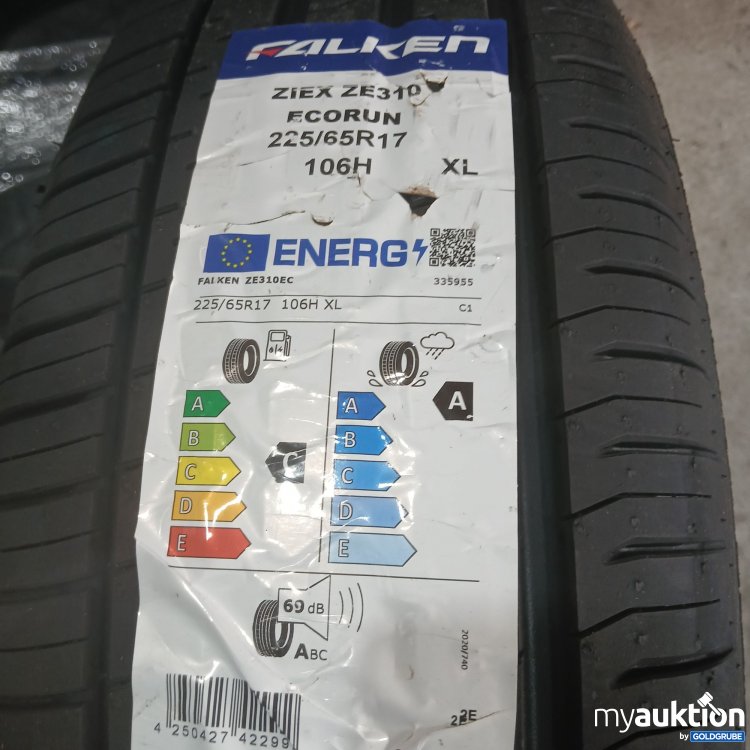 FALKEN
ZIEX ZE310
ECORUN
225/65R17
106H XL
ENERG
FALKEN ZE310EC 335955
225/65R17 106H XL C1
A A A
B B
C C C
D D
E E
69 dB
ABC
2020/740
2E
4 250427 42299
myauktion
by GOLDGRUBE